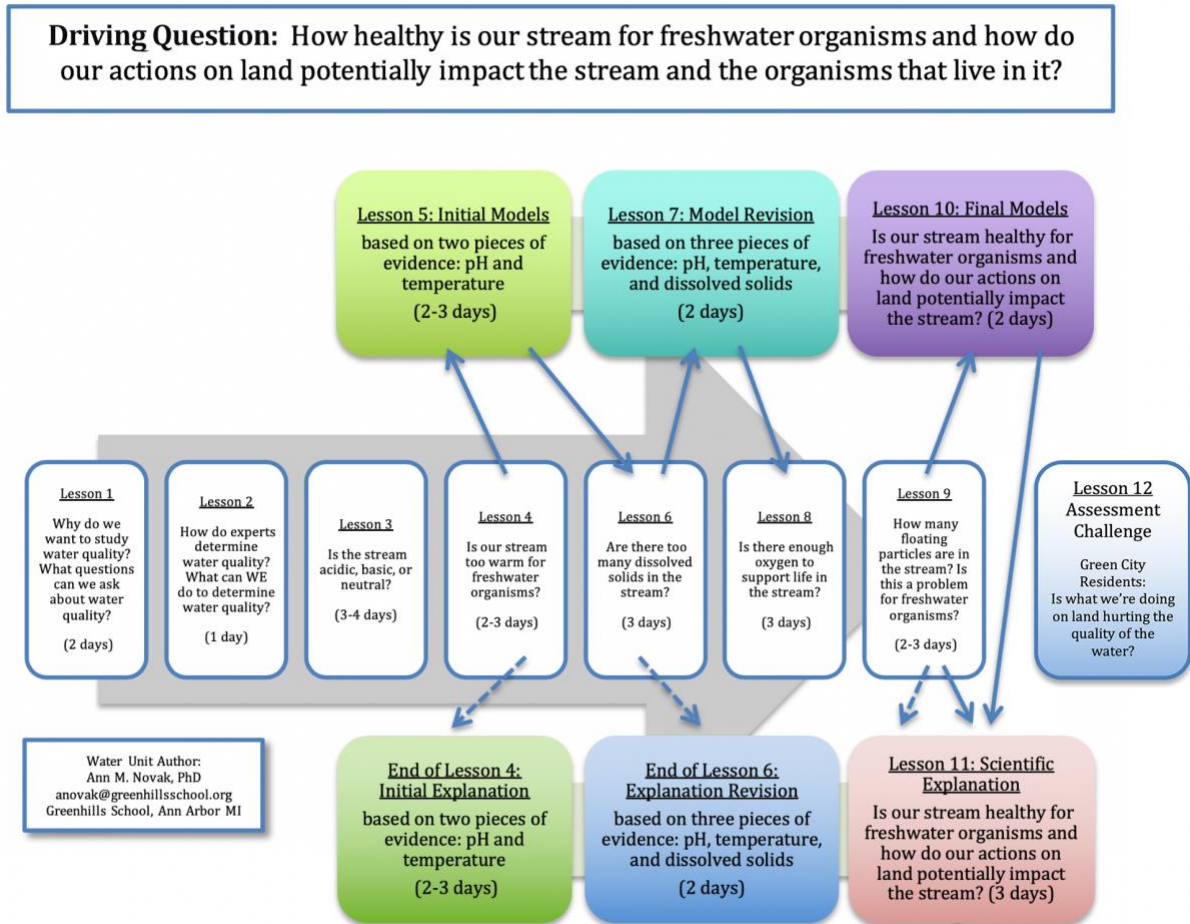 Driving Question: How healthy is our stream for freshwater organisms and how do
our actions on land potentially impact the stream and the organisms that live in it?
Lesson 5: Initial Models
based on two pieces of
evidence: pH and
temperature
(2-3 days)
Lesson 7: Model Revision
based on three pieces of
evidence: pH, temperature,
and dissolved solids
(2 days)
Lesson 10: Final Models
Is our stream healthy for
freshwater organisms and
how do our actions on
land potentially impact
the stream? (2 days)
Lesson 1
Why do we
want to study
water quality?
What questions
can we ask
about water
quality?
(2 days)
Lesson 2
How do experts
determine
water quality?
What can WE
do to determine
water quality?
(1 day)
Lesson 3
Is the stream
acidic, basic, or
neutral?
(3-4 days)
Lesson 4
Is our stream
too warm for
freshwater
organisms?
(2-3 days)
Lesson 6
Are there too
many dissolved
solids in the
stream?
(3 days)
Lesson 8
Is there enough
oxygen to
support life in
the stream?
(3 days)
Lesson 9
How many
floating
particles are in
the stream? Is
this a problem
for freshwater
organisms?
(2-3 days)
Lesson 12
Assessment
Challenge
Green City
Residents:
Is what we're doing
on land hurting the
quality of the
water?
Water Unit Author:
Ann M. Novak, PhD
anovak@greenhillsschool.org
Greenhills School, Ann Arbor MI
End of Lesson 4:
Initial Explanation
based on two pieces of
evidence: pH and
temperature
(2-3 days)
End of Lesson 6:
Explanation Revision
based on three pieces of
evidence: pH, temperature,
and dissolved solids
(2 days)
Lesson 11: Scientific
Explanation
Is our stream healthy for
freshwater organisms and
how do our actions on
land potentially impact
the stream? (3 days)